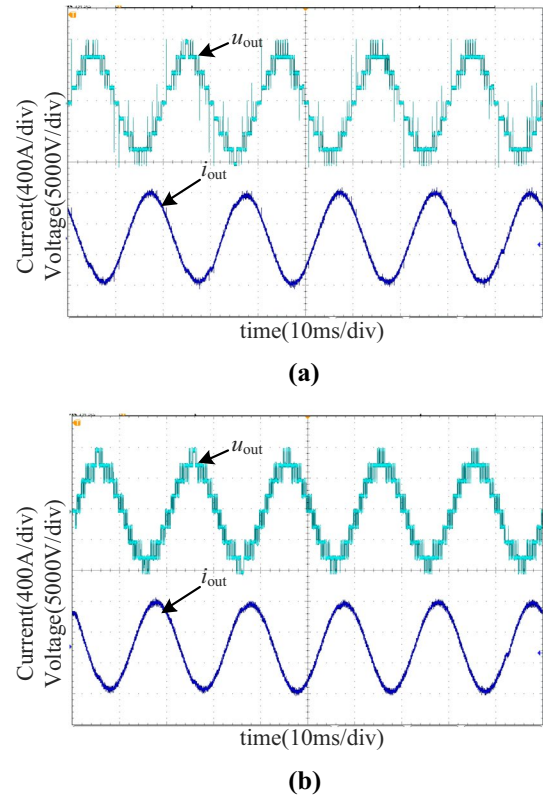 u_out
i_out
Current(400A/div)
Voltage(5000V/div)
time(10ms/div)
(a)
u_out
i_out
Current(400A/div)
Voltage(5000V/div)
time(10ms/div)
(b)